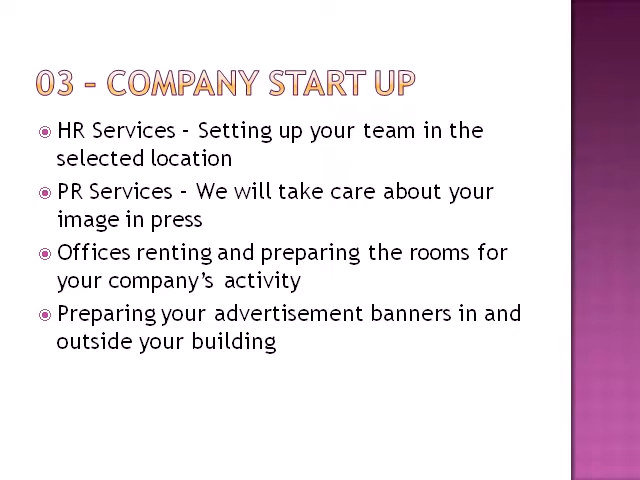 03 – COMPANY START UP
HR Services – Setting up your team in the
selected location
PR Services – We will take care about your
image in press
Offices renting and preparing the rooms for
your company’s activity
Preparing your advertisement banners in and
outside your building